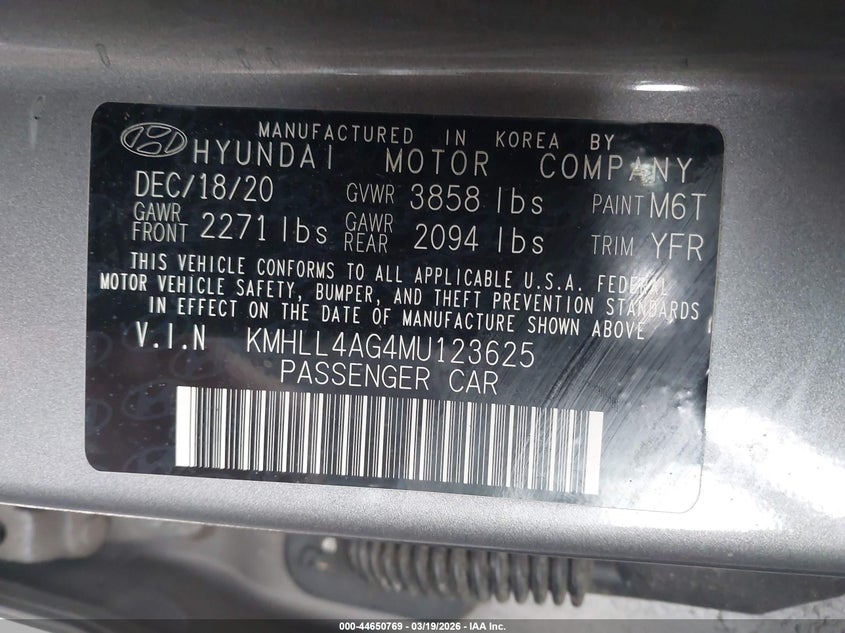 MANUFACTURED IN KOREA BY
HYUNDAI MOTOR COMPANY
DEC/18/20 GVWR 3858 lbs PAINT M6T
GAWR FRONT 2271 lbs GAWR REAR 2094 lbs TRIM YFR
THIS VEHICLE CONFORMS TO ALL APPLICABLE U.S.A. FEDERAL
MOTOR VEHICLE SAFETY, BUMPER, AND THEFT PREVENTION STANDARDS
IN EFFECT ON THE DATE OF MANUFACTURE SHOWN ABOVE
V.I.N KMHLL4AG4MU123625
PASSENGER CAR
000-44650769 — 03/19/2026 — IAA Inc.